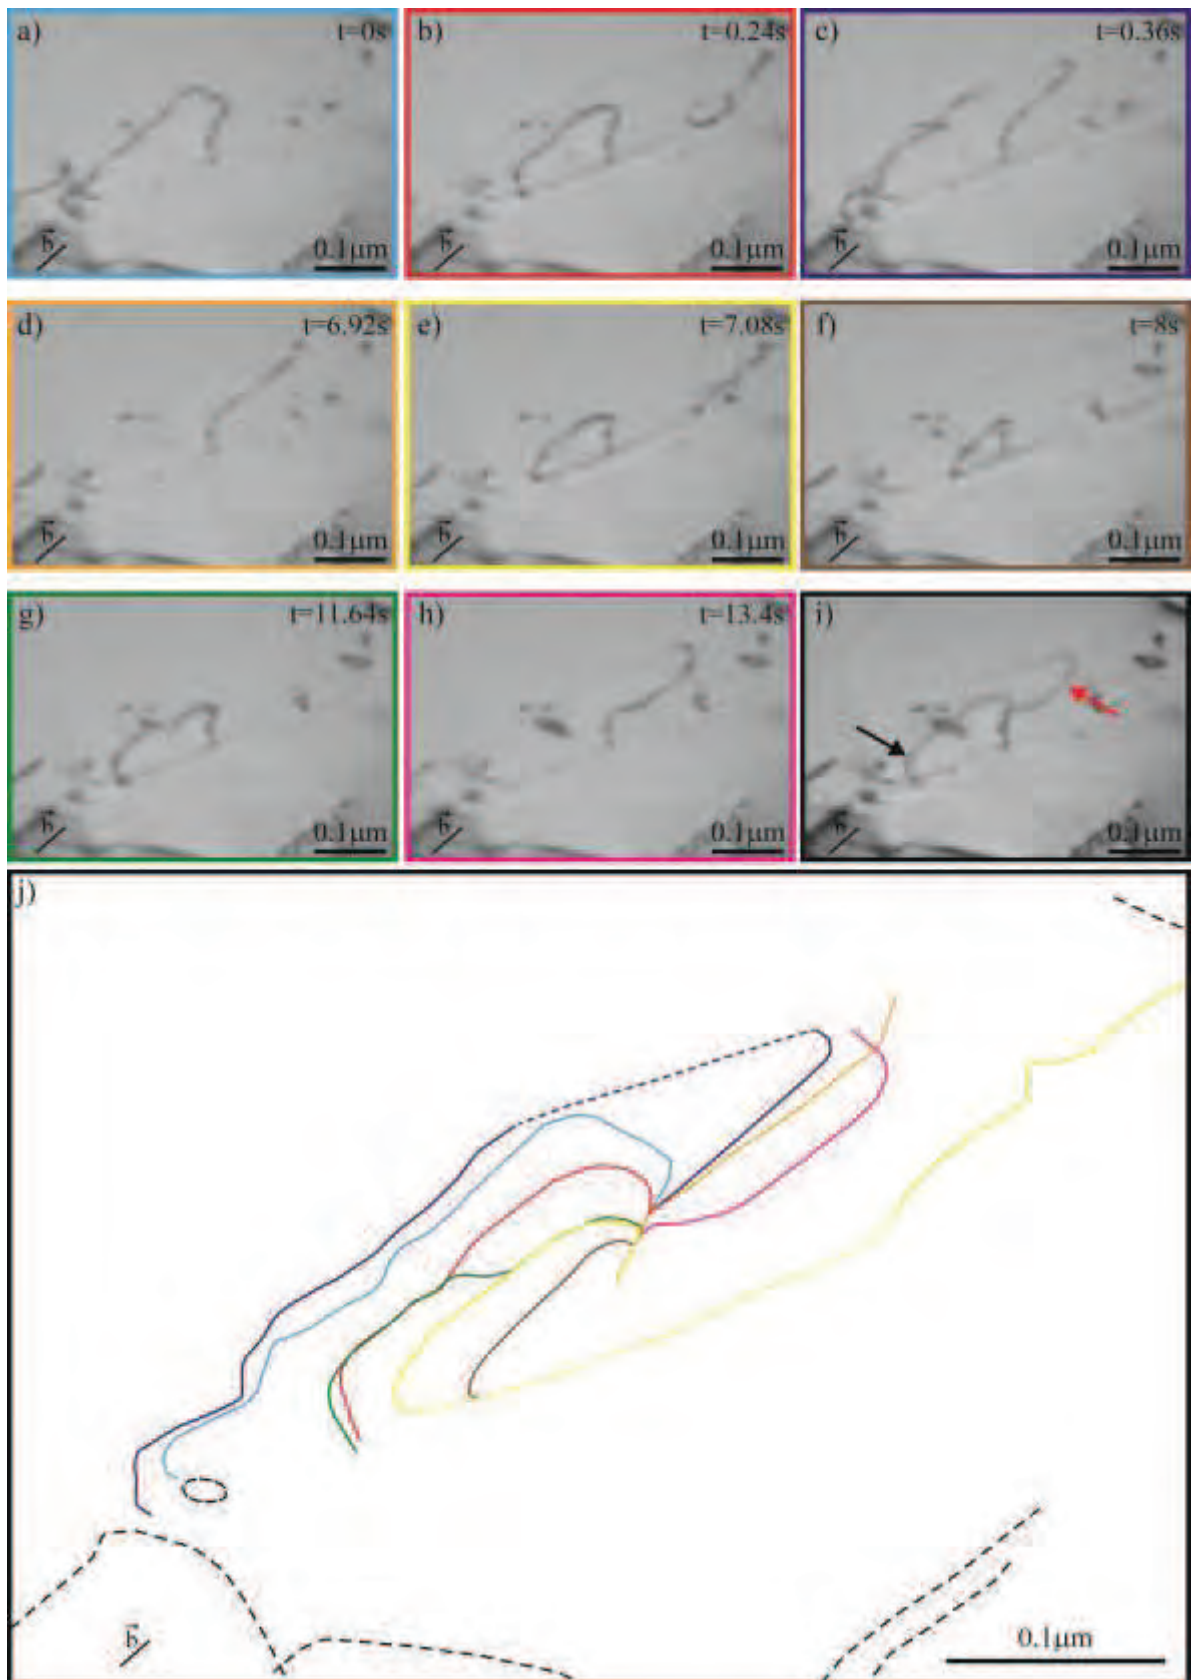 a) t=0s
b⃗ 0.1μm
b) t=0.24s
0.1μm
c) t=0.36s
b⃗ 0.1μm
d) t=6.92s
b⃗ 0.1μm
e) t=7.08s
b⃗ 0.1μm
f) t=8s
b⃗ 0.1μm
g) t=11.64s
b⃗ 0.1μm
h) t=13.4s
b⃗ 0.1μm
i)
b⃗ 0.1μm
j)
b⃗ 0.1μm